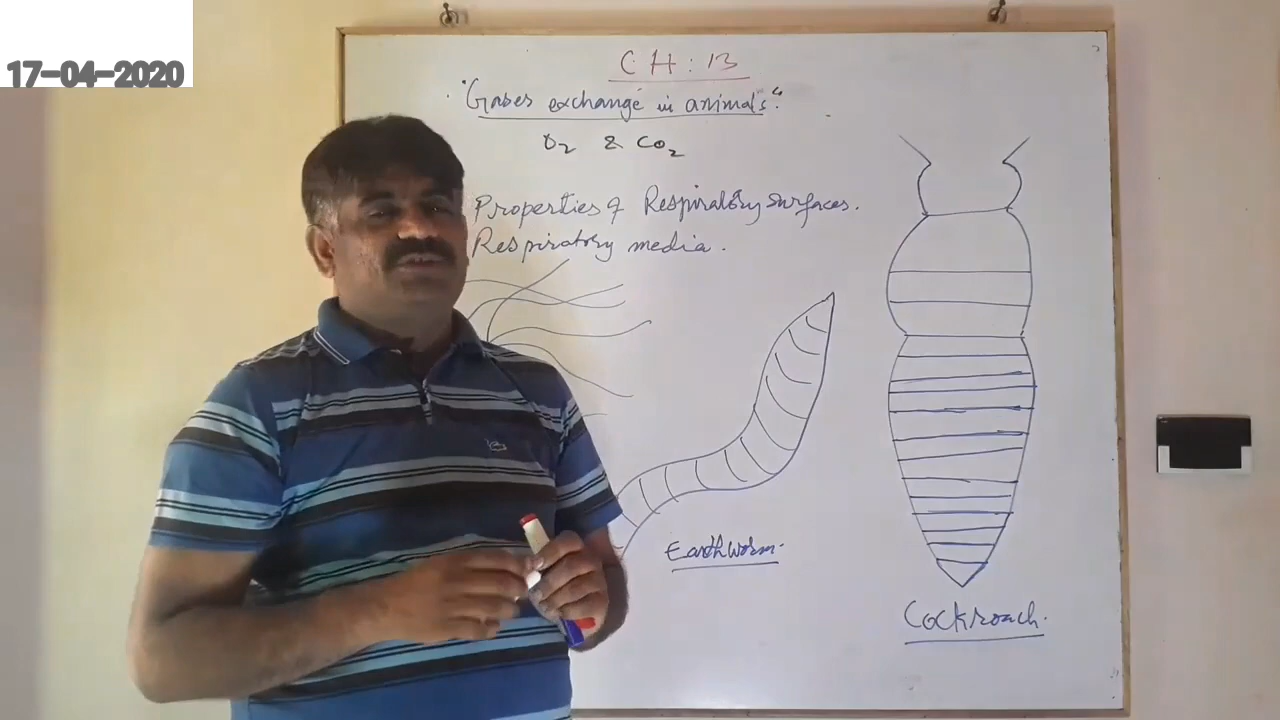 17-04-2020
CH: 13
"Gases exchange in animals"
O2 & CO2
Properties of Respiratory surfaces.
Respiratory media.
Earthworm.
Cockroach.